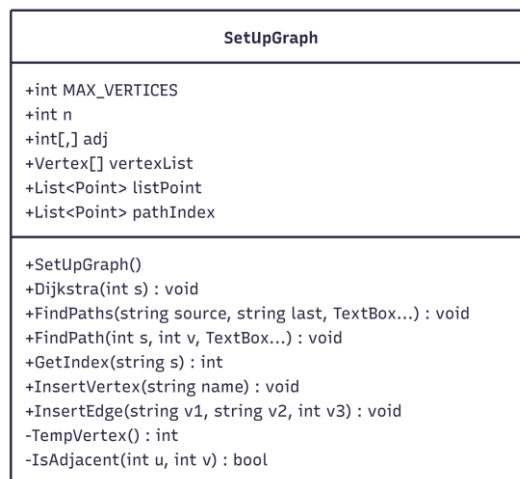 SetUpGraph
+int MAX_VERTICES
+int n
+int[,] adj
+Vertex[] vertexList
+List<Point> listPoint
+List<Point> pathIndex
+SetUpGraph()
+Dijkstra(int s) : void
+FindPaths(string source, string last, TextBox...) : void
+FindPath(int s, int v, TextBox...) : void
+GetIndex(string s) : int
+InsertVertex(string name) : void
+InsertEdge(string v1, string v2, int v3) : void
-TempVertex() : int
-IsAdjacent(int u, int v) : bool